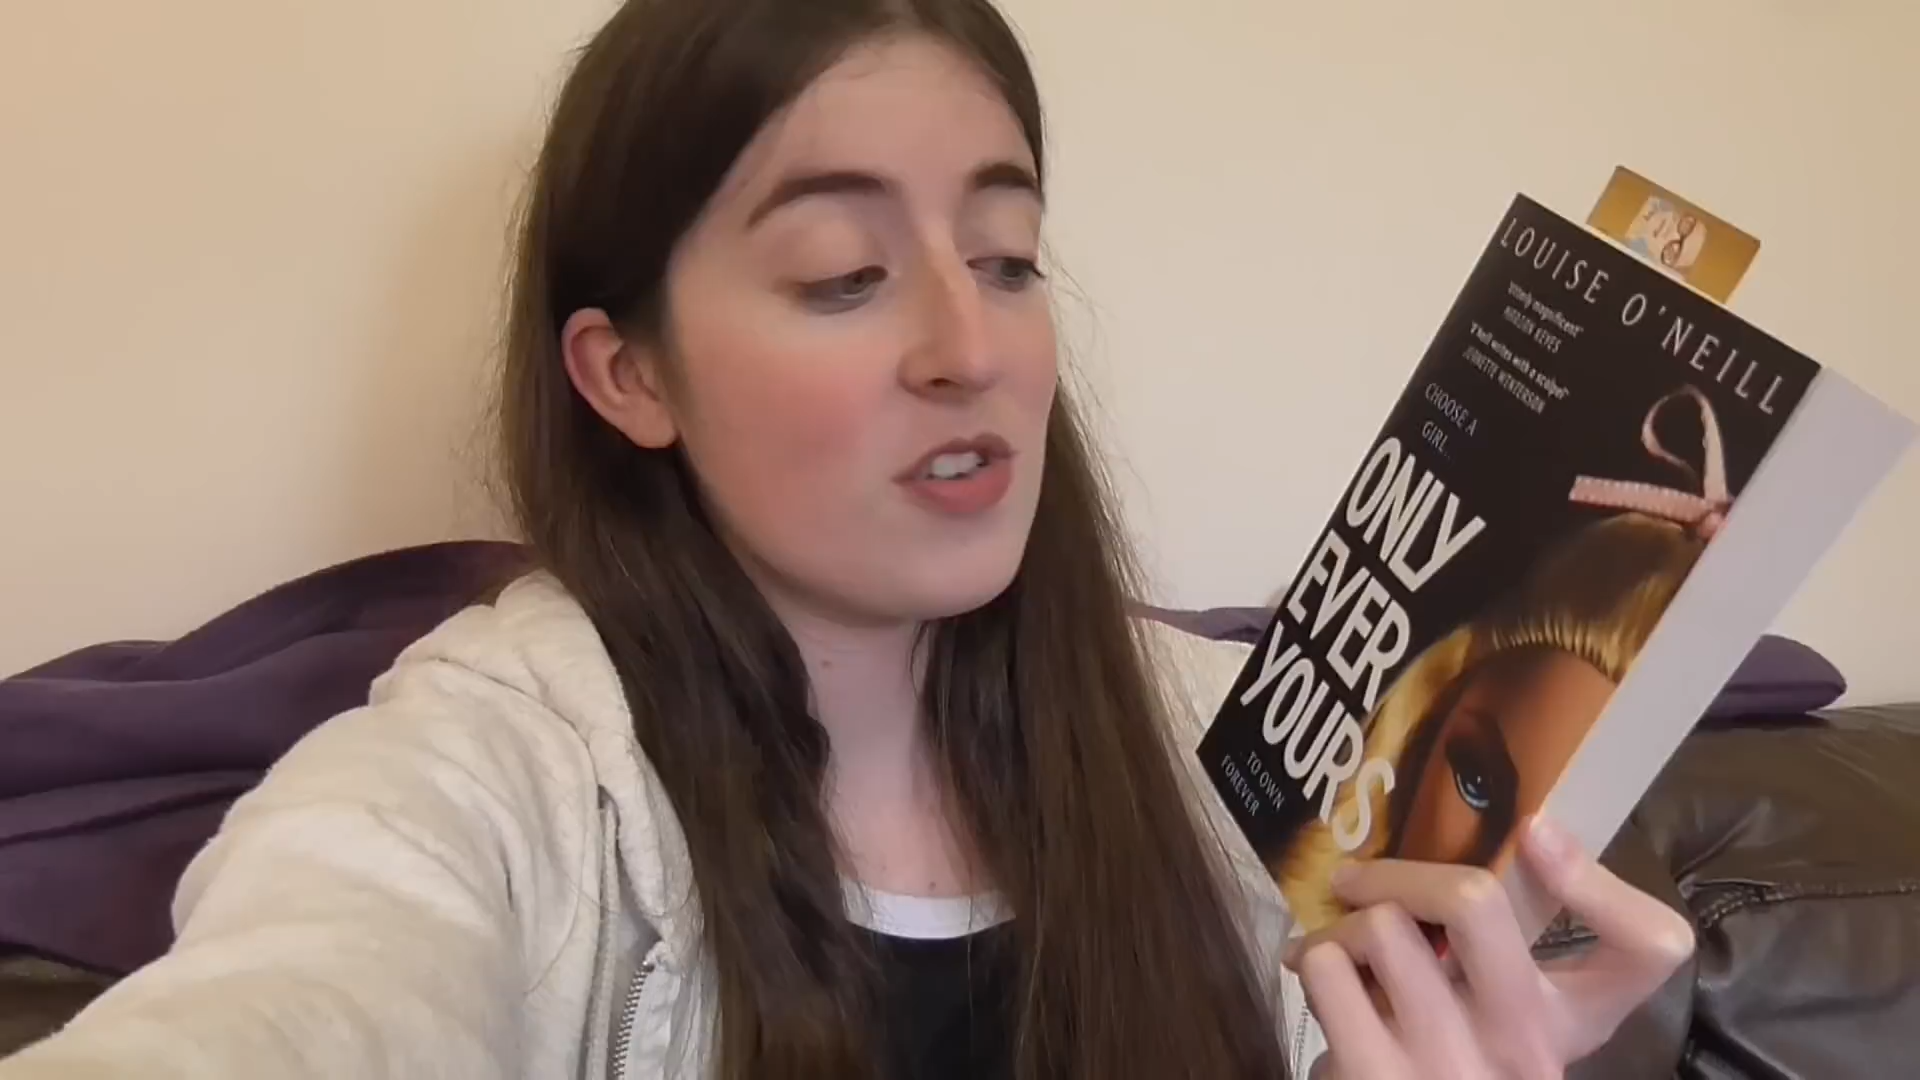 LOUISE O'NEILL
'Utterly magnificent'
MARIAN KEYES
'O'Neill writes with a scalpel'
JEANETTE WINTERSON
CHOOSE A
GIRL...
ONLY
EVER
YOURS
...TO OWN
FOREVER